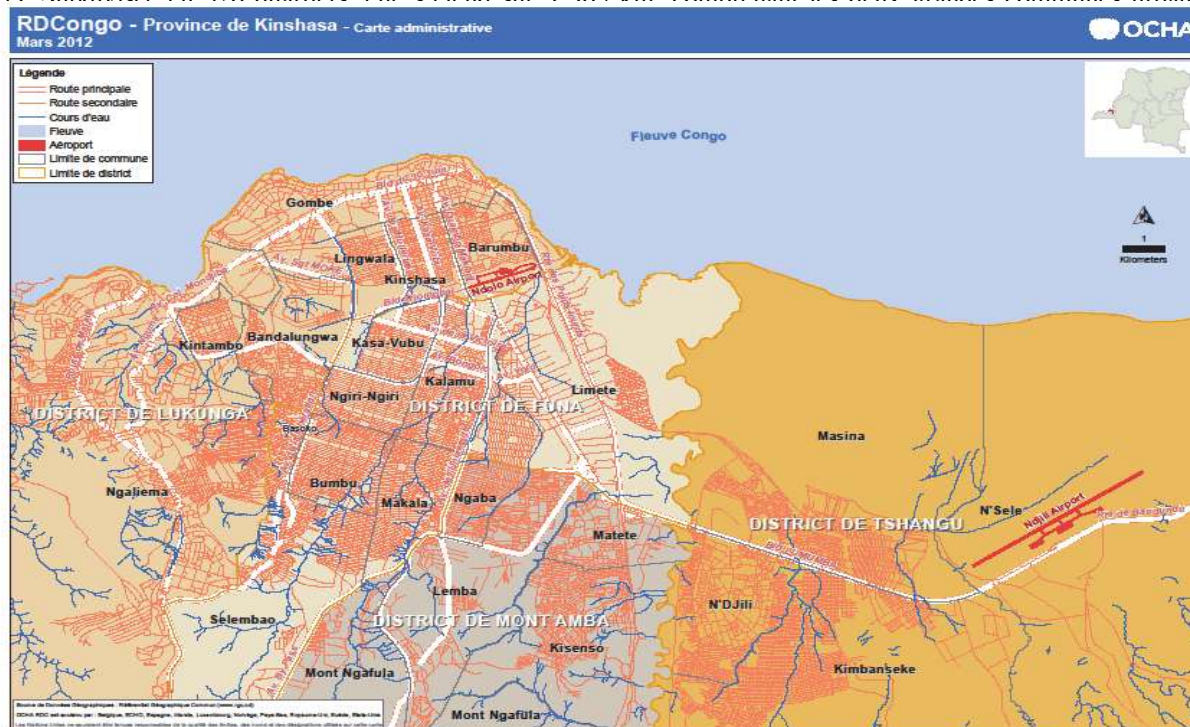 RDCongo - Province de Kinshasa - Carte administrative
Mars 2012
OCHA
Légende
Route principale
Route secondaire
Cours d'eau
Fleuve
Aéroport
Limite de commune
Limite de district
Fleuve Congo
1
Kilometers
Gombe
Barumbu
Lingwala
Kinshasa
Ndolo Airport
Kintambo
Bandalungwa
Kasa-Vubu
Kalamu
Limete
Ngiri-Ngiri
DISTRICT DE LUKUNGA
DISTRICT DE FUNA
Basoko
Masina
Ngaliema
Bumbu
Makala
Ngaba
N'Sele
Ndjili Airport
DISTRICT DE TSHANGU
Matete
Lemba
N'DJili
Selembao
DISTRICT DE MONT AMBA
Kisenso
Kimbanseke
Mont Ngafula
Mont Ngafula